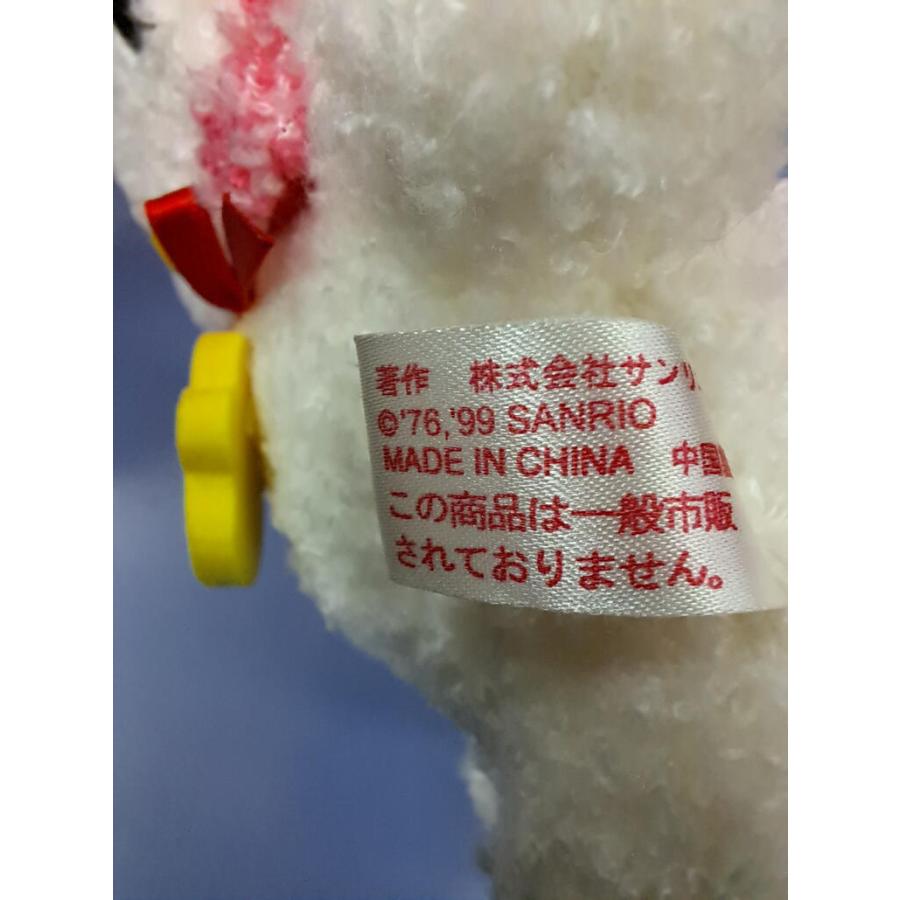 著作　株式会社サンリ
©'76,'99 SANRIO
MADE IN CHINA　中国
この商品は一般市販
されておりません。